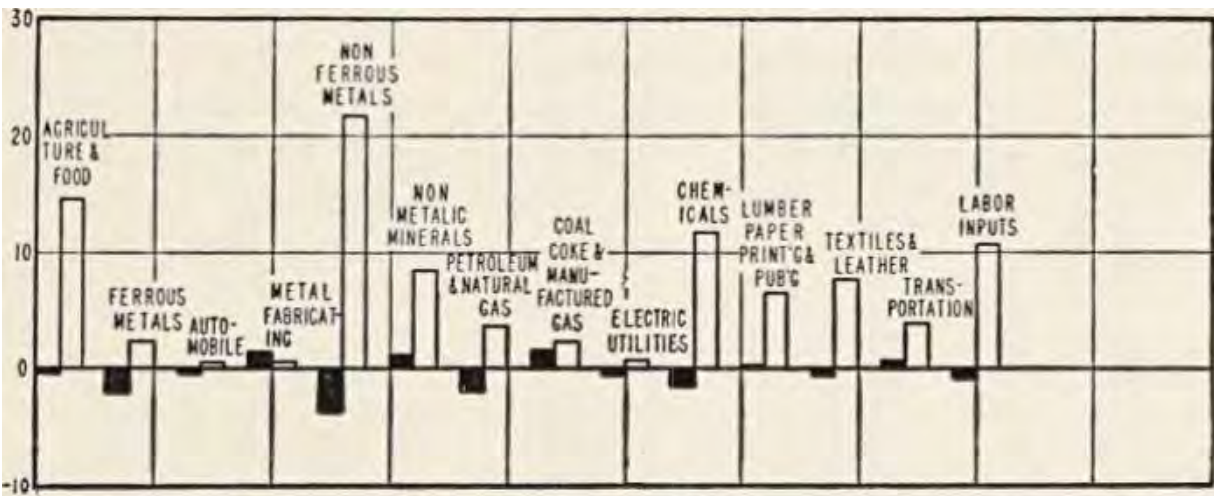 30
20
10
0
-10
AGRICUL
TURE &
FOOD
FERROUS
METALS
AUTO-
MOBILE
METAL
FABRICAT-
ING
NON
FERROUS
METALS
NON
METALIC
MINERALS
PETROLEUM
& NATURAL
GAS
COAL
COKE &
MANU-
FACTURED
GAS
ELECTRIC
UTILITIES
CHEM-
ICALS
LUMBER
PAPER
PRINT'G &
PUB'G
TEXTILES &
LEATHER
TRANS-
PORTATION
LABOR
INPUTS